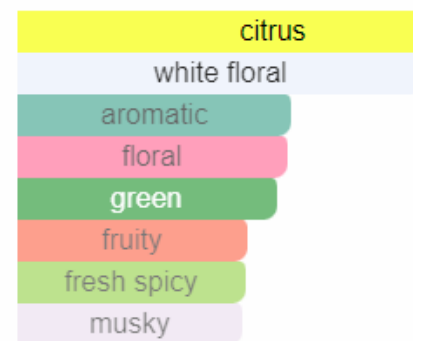 citrus
white floral
aromatic
floral
green
fruity
fresh spicy
musky